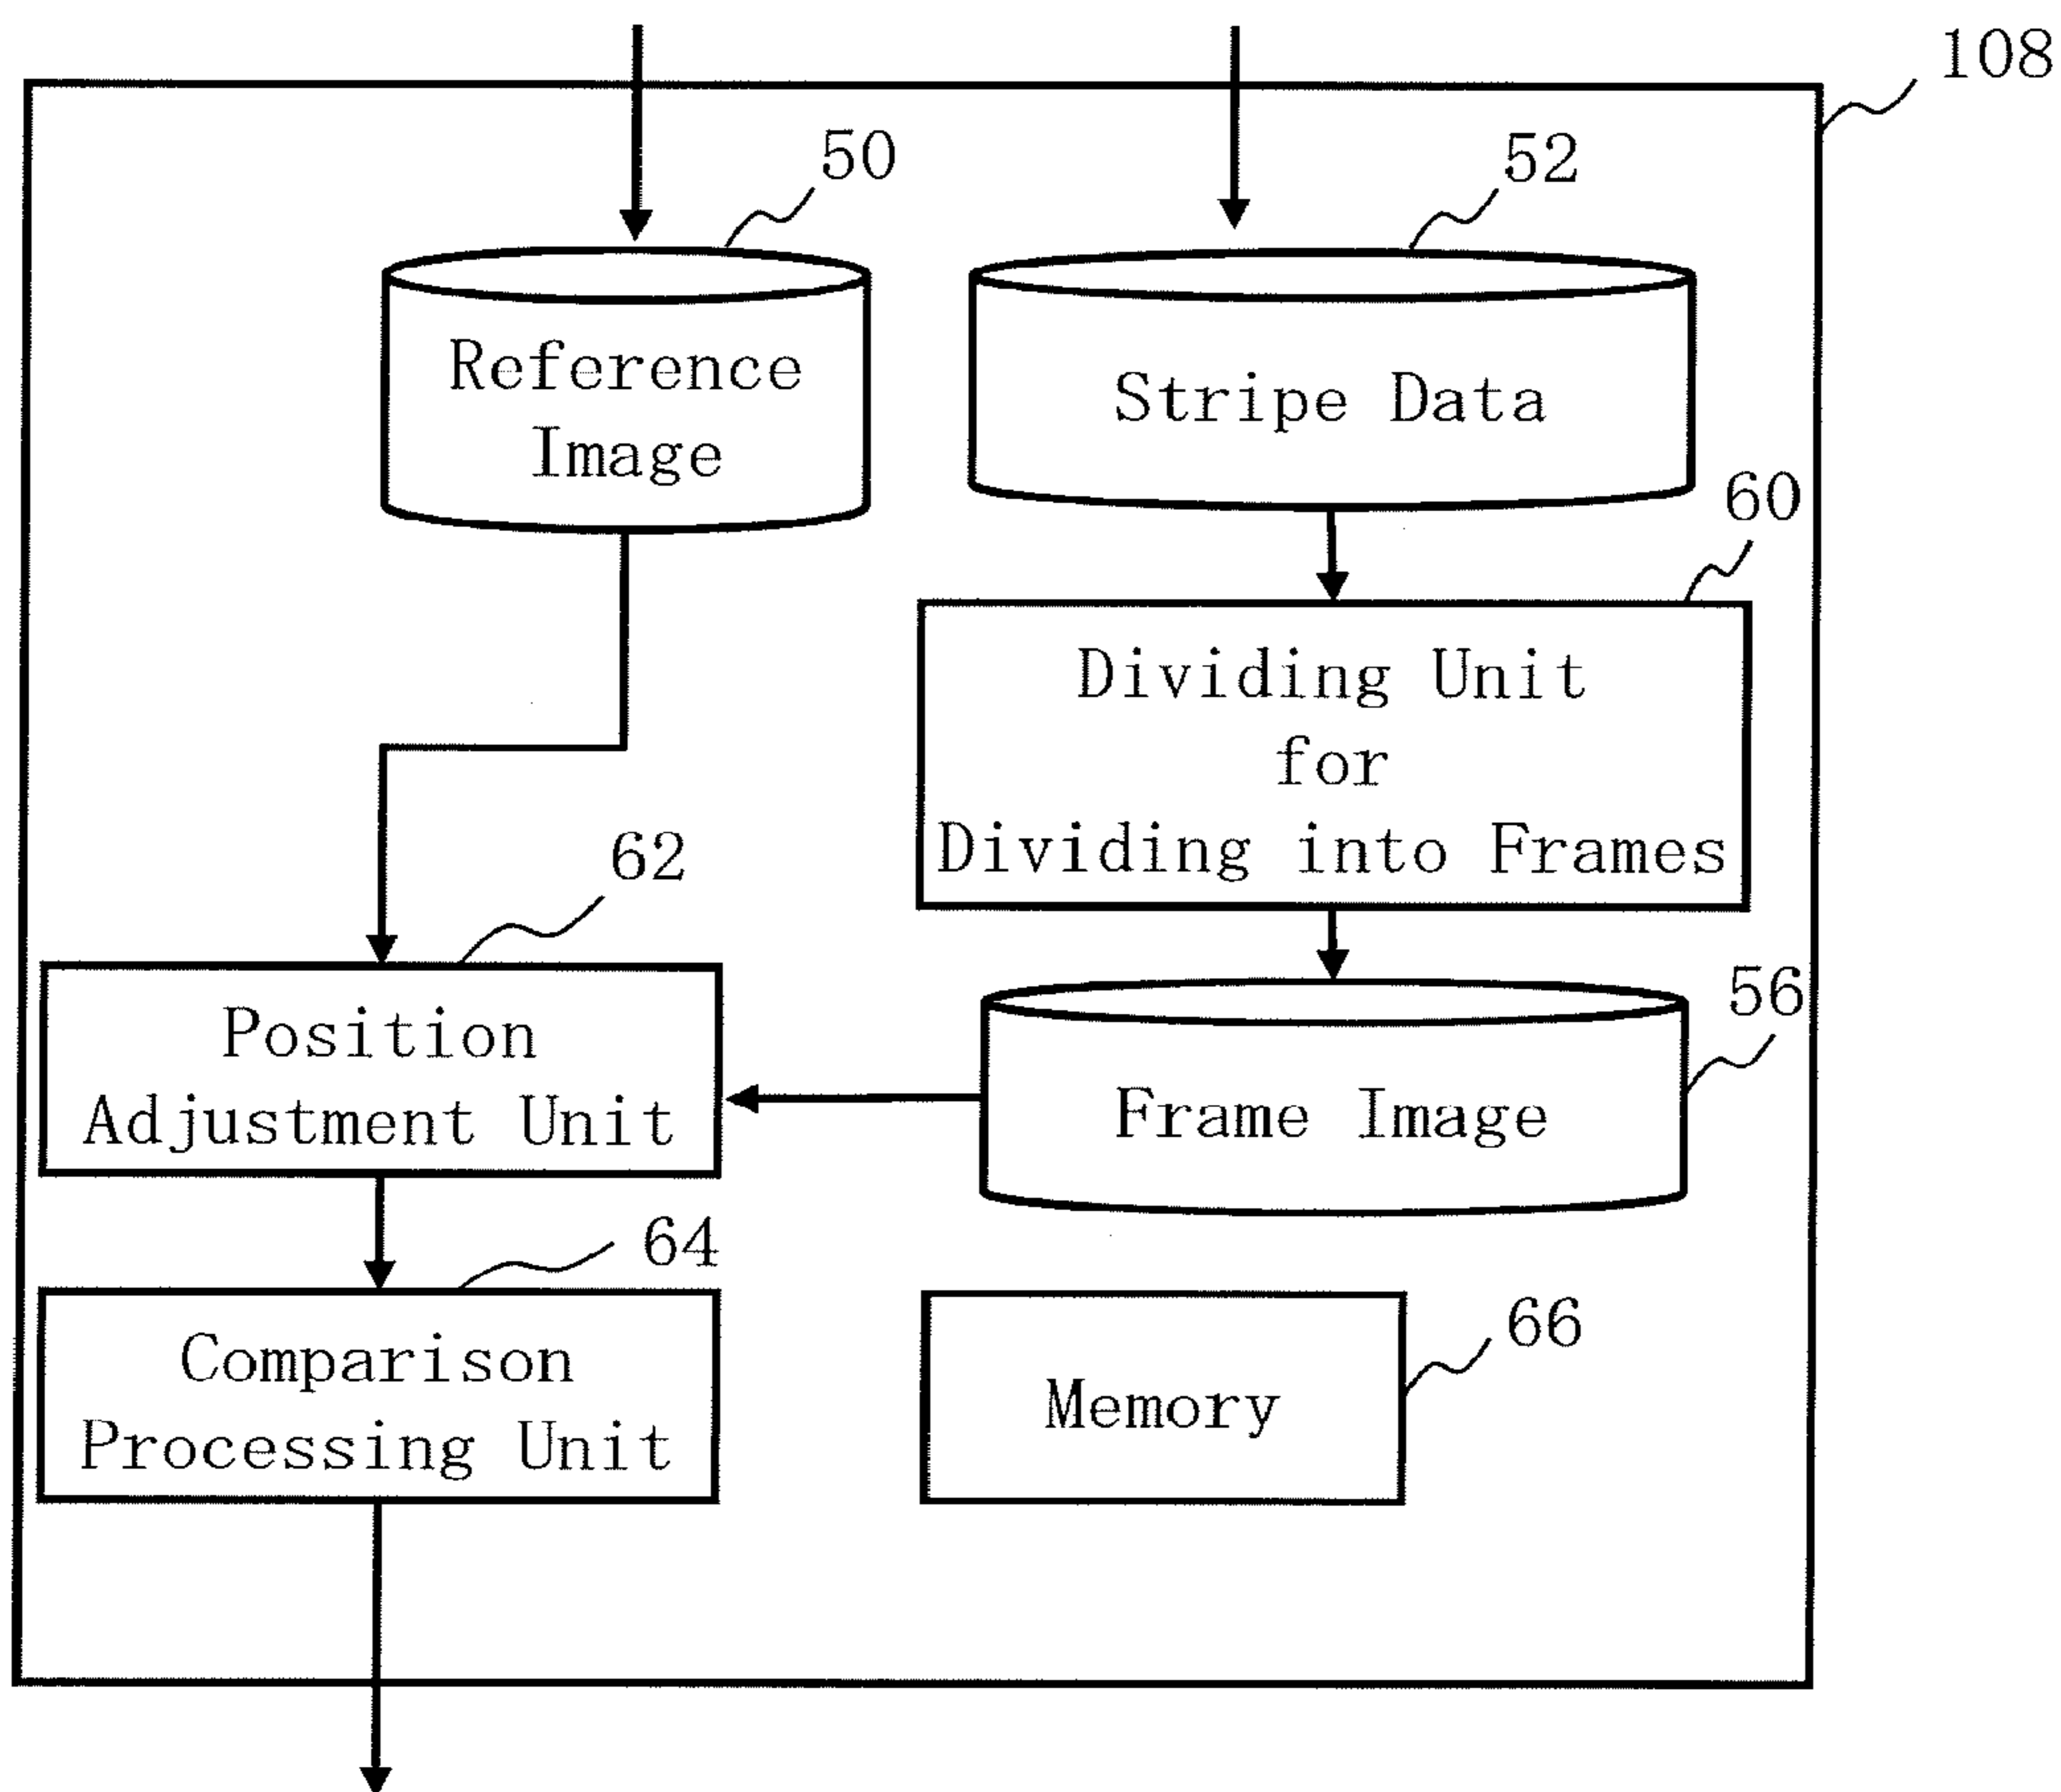 108
50
52
Reference
Image
Stripe Data
60
Dividing Unit
for
Dividing into Frames
62
Position
Adjustment Unit
56
Frame Image
64
Comparison
Processing Unit
66
Memory